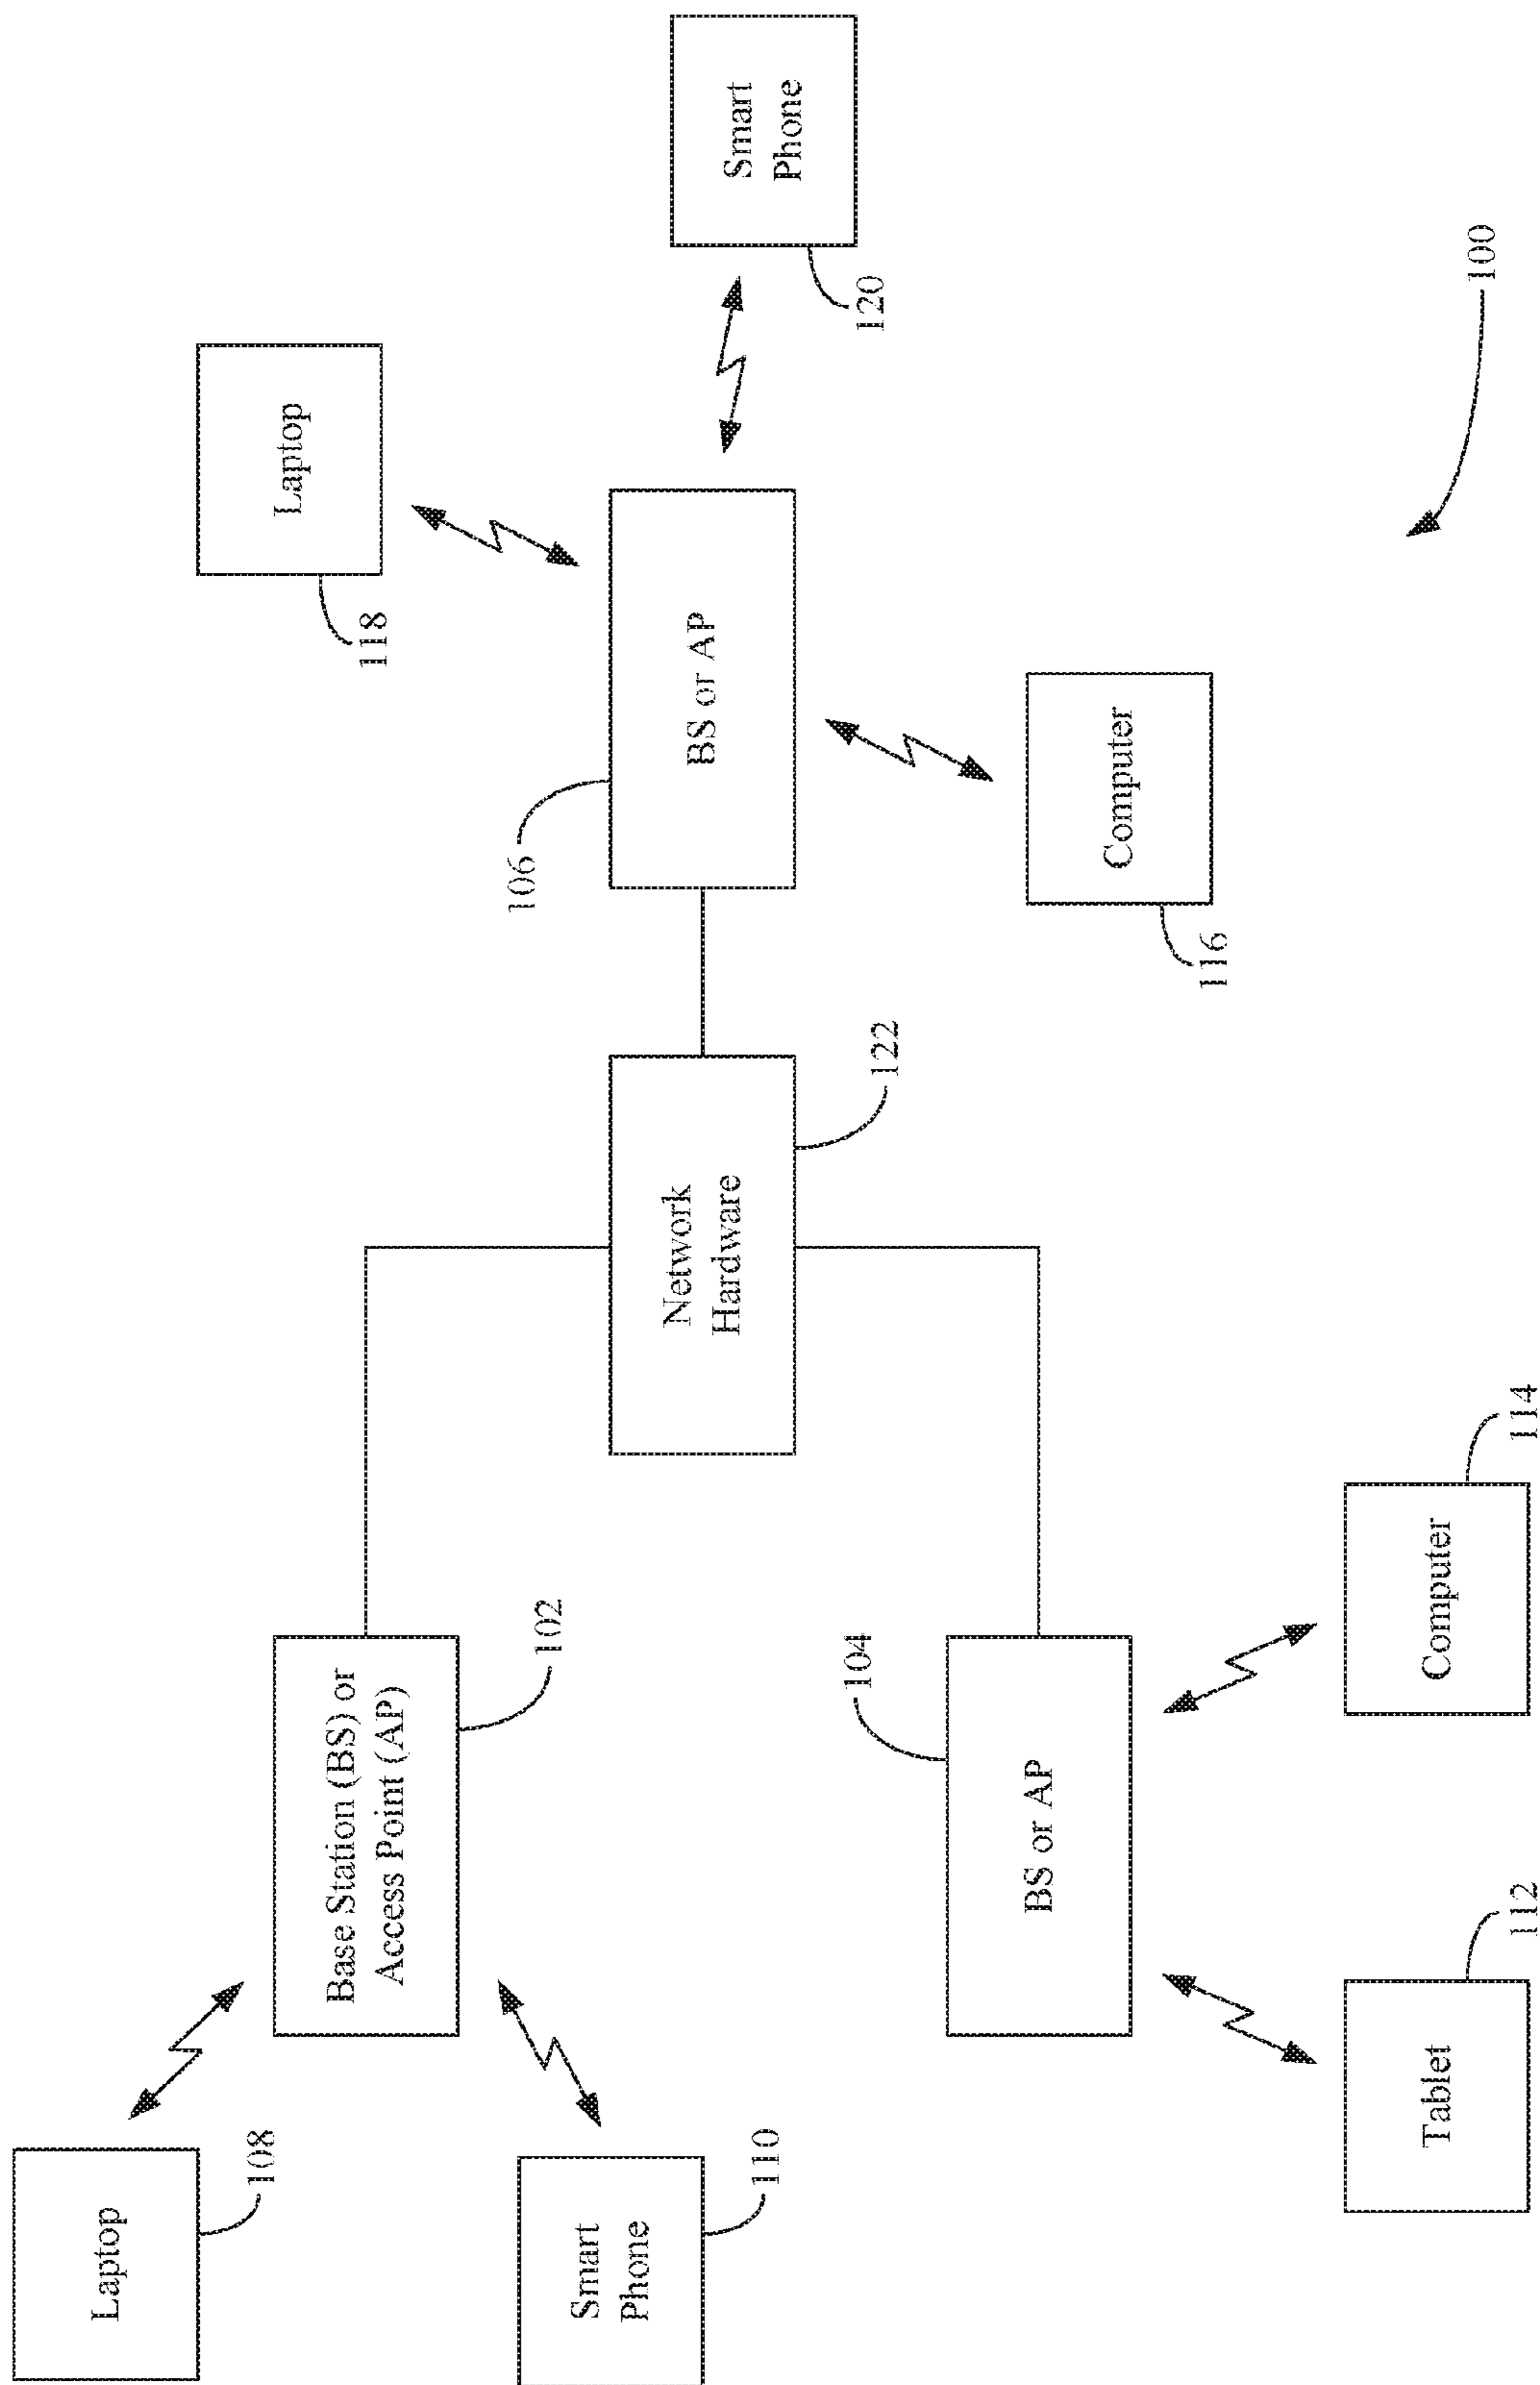 Laptop
108
Smart
Phone
110
Base Station (BS) or
Access Point (AP)
102
BS or AP
104
Tablet
112
Computer
114
Network
Hardware
122
BS or AP
106
Computer
116
Laptop
118
Smart
Phone
120
100